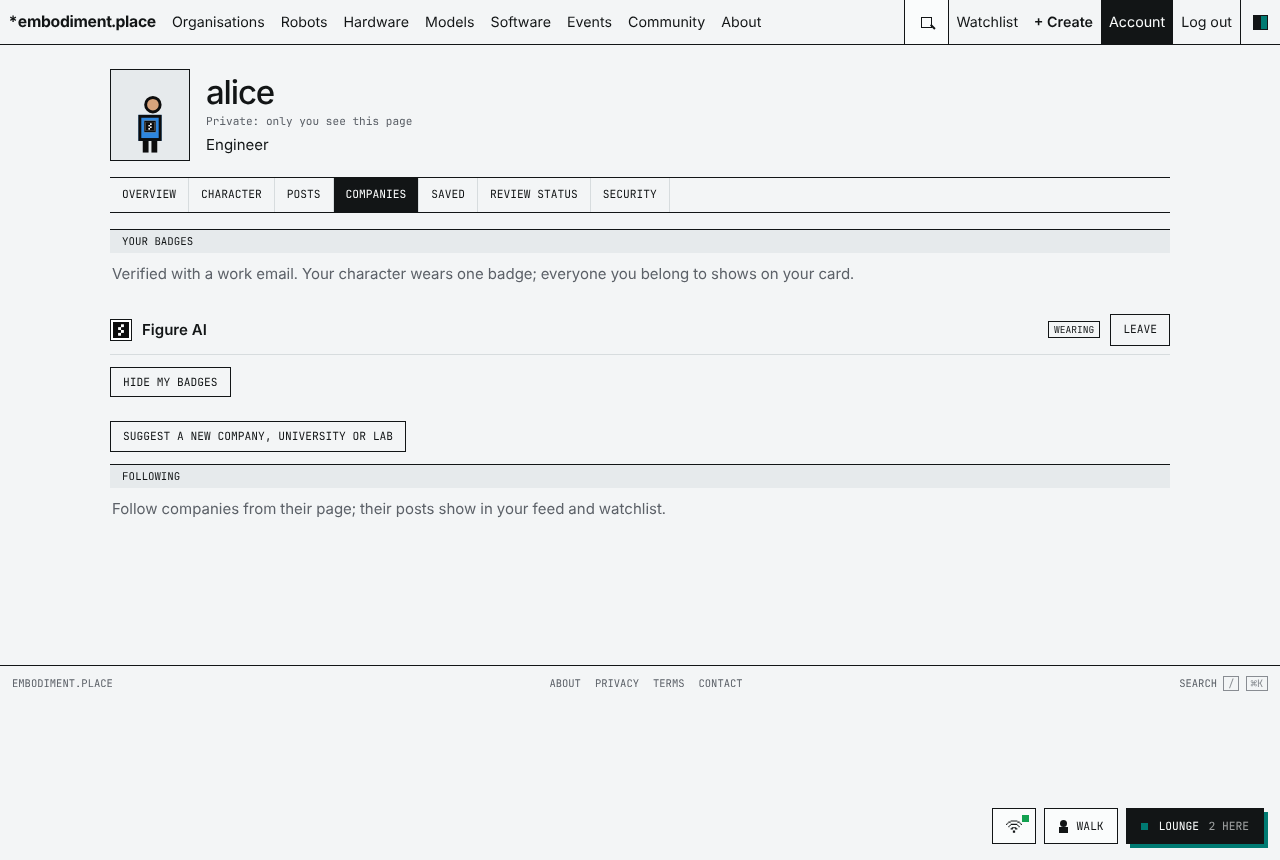 *embodiment.place Organisations Robots Hardware Models Software Events Community About Watchlist + Create Account Log out
alice
Private: only you see this page
Engineer
OVERVIEW CHARACTER POSTS COMPANIES SAVED REVIEW STATUS SECURITY
YOUR BADGES
Verified with a work email. Your character wears one badge; everyone you belong to shows on your card.
Figure AI WEARING LEAVE
HIDE MY BADGES
SUGGEST A NEW COMPANY, UNIVERSITY OR LAB
FOLLOWING
Follow companies from their page; their posts show in your feed and watchlist.
EMBODIMENT.PLACE ABOUT PRIVACY TERMS CONTACT SEARCH / ⌘K
WALK LOUNGE 2 HERE